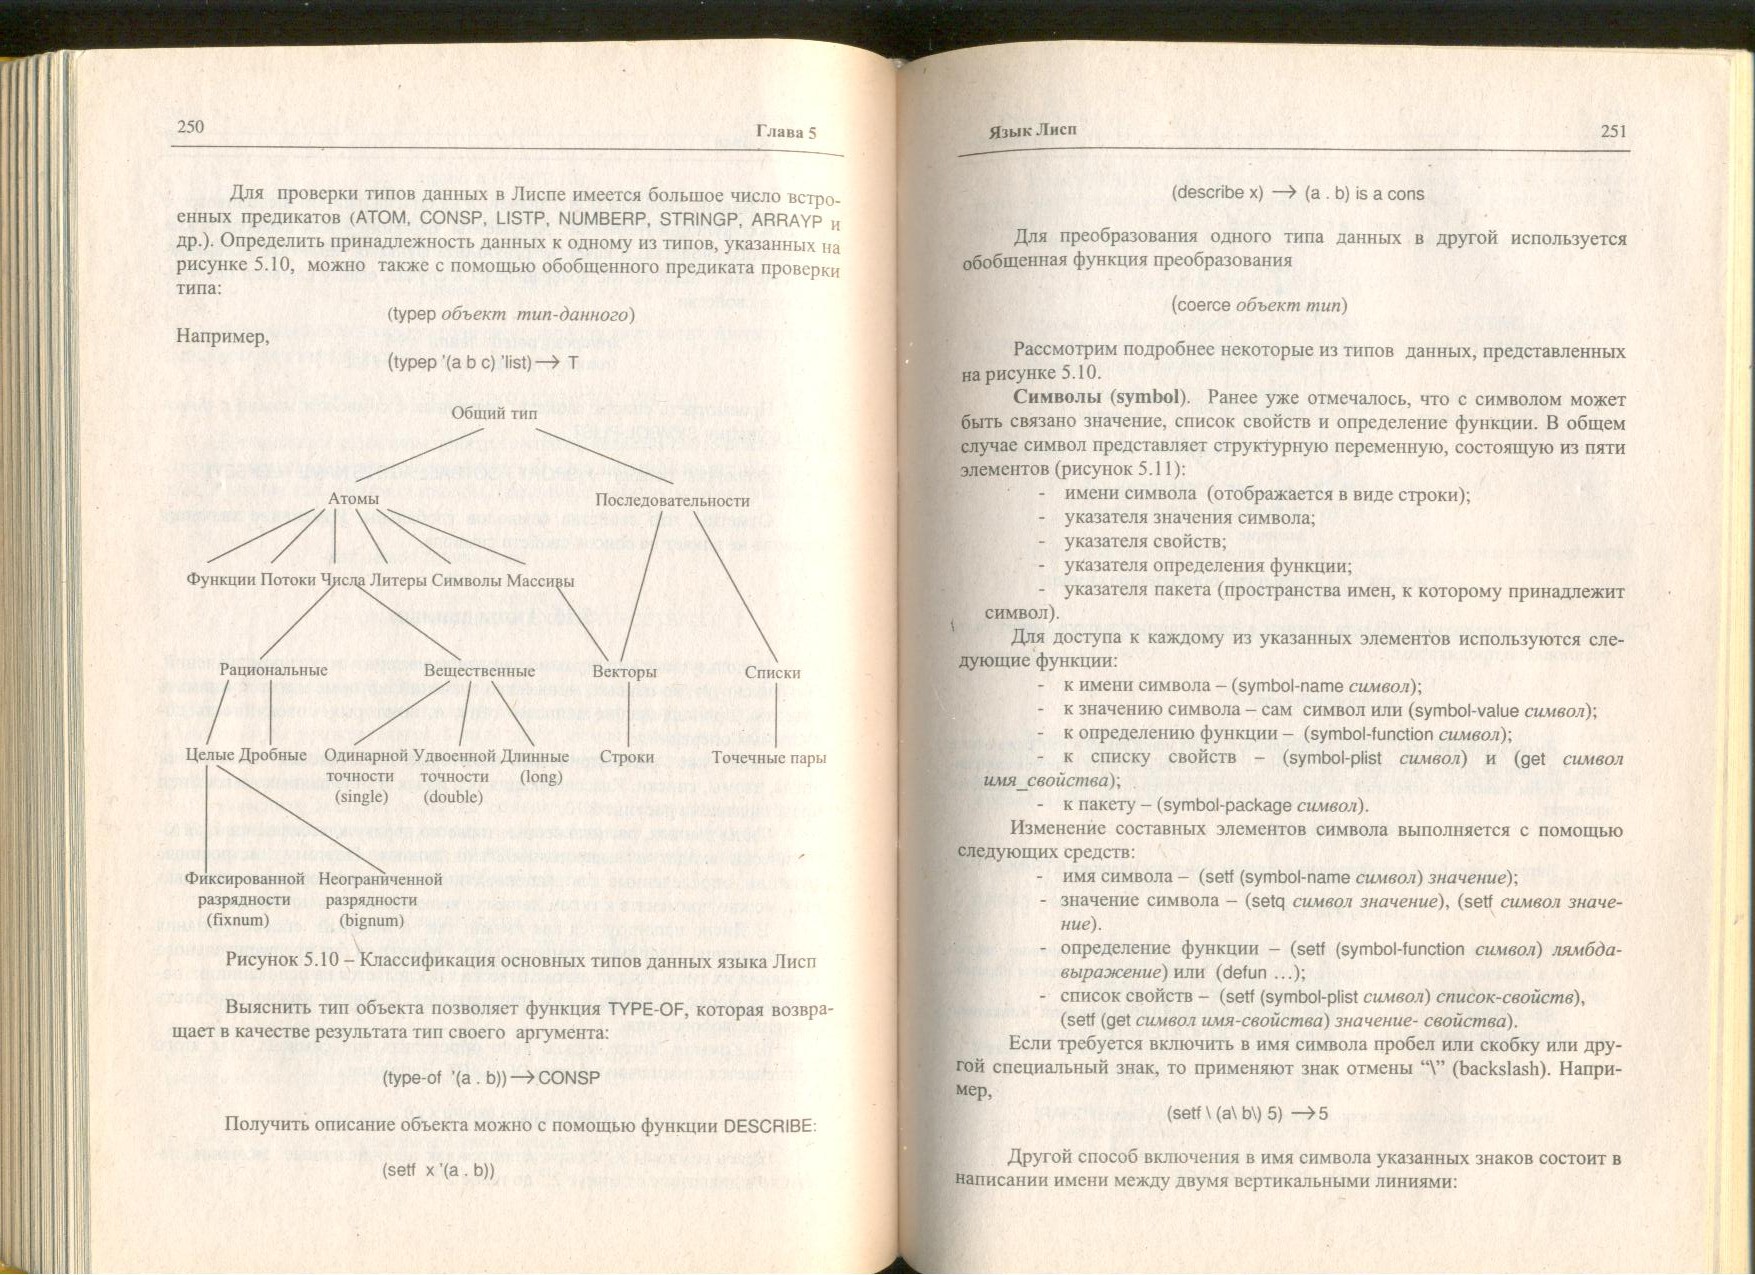 250
Глава 5
Для проверки типов данных в Лиспе имеется большое число встро-
енных предикатов (ATOM, CONSP, LISTP, NUMBERP, STRINGP, ARRAYP и
др.). Определить принадлежность данных к одному из типов, указанных на
рисунке 5.10, можно также с помощью обобщенного предиката проверки
типа:
(typep объект тип-данного)
Например,
(typep '(a b c) 'list) → T
Общий тип
Атомы Последовательности
Функции Потоки Числа Литеры Символы Массивы
Рациональные Вещественные Векторы Списки
Целые Дробные Одинарной Удвоенной Длинные Строки Точечные пары
точности точности (long)
(single) (double)
Фиксированной Неограниченной
разрядности разрядности
(fixnum) (bignum)
Рисунок 5.10 – Классификация основных типов данных языка Лисп
Выяснить тип объекта позволяет функция TYPE-OF, которая возвра-
щает в качестве результата тип своего аргумента:
(type-of '(a . b)) → CONSP
Получить описание объекта можно с помощью функции DESCRIBE:
(setf x '(a . b))
Язык Лисп
251
(describe x) → (a . b) is a cons
Для преобразования одного типа данных в другой используется
обобщенная функция преобразования
(coerce объект тип)
Рассмотрим подробнее некоторые из типов данных, представленных
на рисунке 5.10.
Символы (symbol). Ранее уже отмечалось, что с символом может
быть связано значение, список свойств и определение функции. В общем
случае символ представляет структурную переменную, состоящую из пяти
элементов (рисунок 5.11):
- имени символа (отображается в виде строки);
- указателя значения символа;
- указателя свойств;
- указателя определения функции;
- указателя пакета (пространства имен, к которому принадлежит
символ).
Для доступа к каждому из указанных элементов используются сле-
дующие функции:
- к имени символа – (symbol-name символ);
- к значению символа – сам символ или (symbol-value символ);
- к определению функции – (symbol-function символ);
- к списку свойств – (symbol-plist символ) и (get символ
имя_свойства);
- к пакету – (symbol-package символ).
Изменение составных элементов символа выполняется с помощью
следующих средств:
- имя символа – (setf (symbol-name символ) значение);
- значение символа – (setq символ значение), (setf символ значе-
ние).
- определение функции – (setf (symbol-function символ) лямбда-
выражение) или (defun …);
- список свойств – (setf (symbol-plist символ) список-свойств),
(setf (get символ имя-свойства) значение- свойства).
Если требуется включить в имя символа пробел или скобку или дру-
гой специальный знак, то применяют знак отмены “\” (backslash). Напри-
мер,
(setf \ (a\ b\) 5) → 5
Другой способ включения в имя символа указанных знаков состоит в
написании имени между двумя вертикальными линиями: